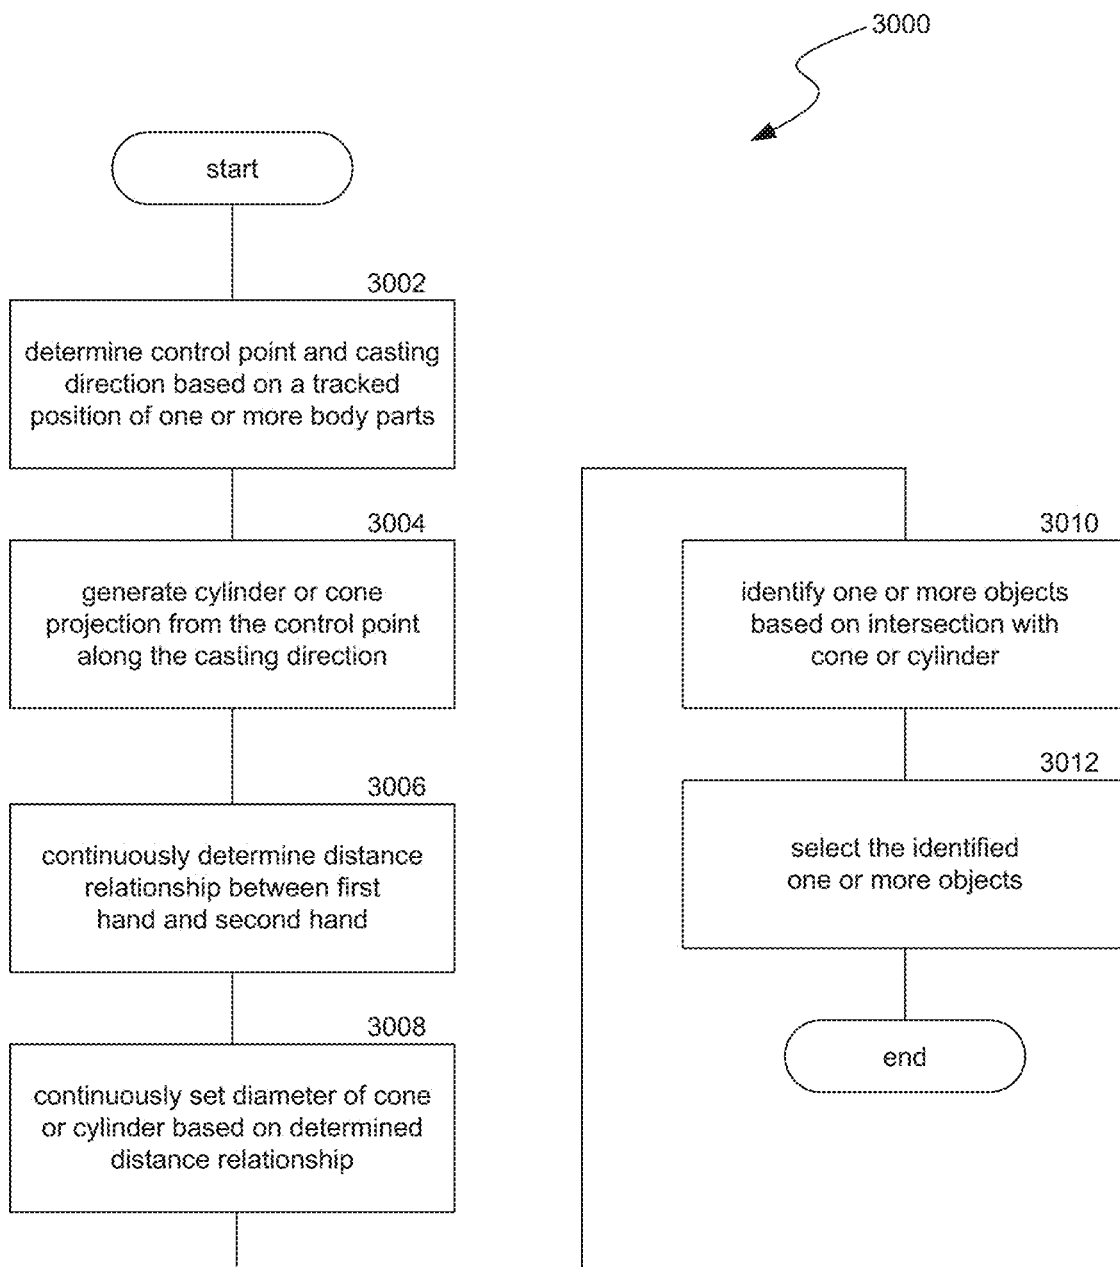 3000
start
3002
determine control point and casting
direction based on a tracked
position of one or more body parts
3004
generate cylinder or cone
projection from the control point
along the casting direction
3006
continuously determine distance
relationship between first
hand and second hand
3008
continuously set diameter of cone
or cylinder based on determined
distance relationship
3010
identify one or more objects
based on intersection with
cone or cylinder
3012
select the identified
one or more objects
end